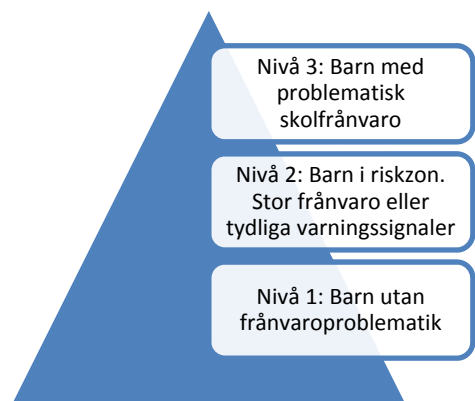 Nivå 3: Barn med
problematisk
skolfrånvaro
Nivå 2: Barn i riskzon.
Stor frånvaro eller
tydliga varningssignaler
Nivå 1: Barn utan
frånvaroproblematik